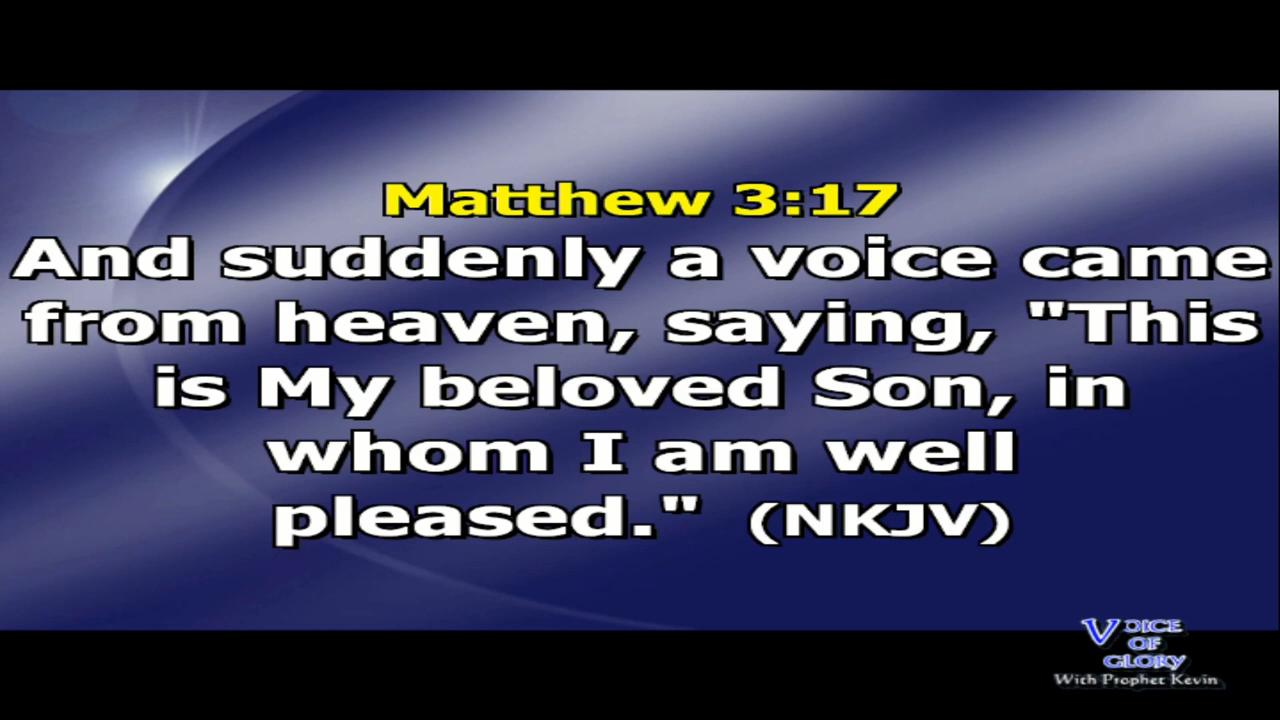 Matthew 3:17
And suddenly a voice came
from heaven, saying, "This
is My beloved Son, in
whom I am well
pleased." (NKJV)
VOICE
OF
GLORY
With Prophet Kevin